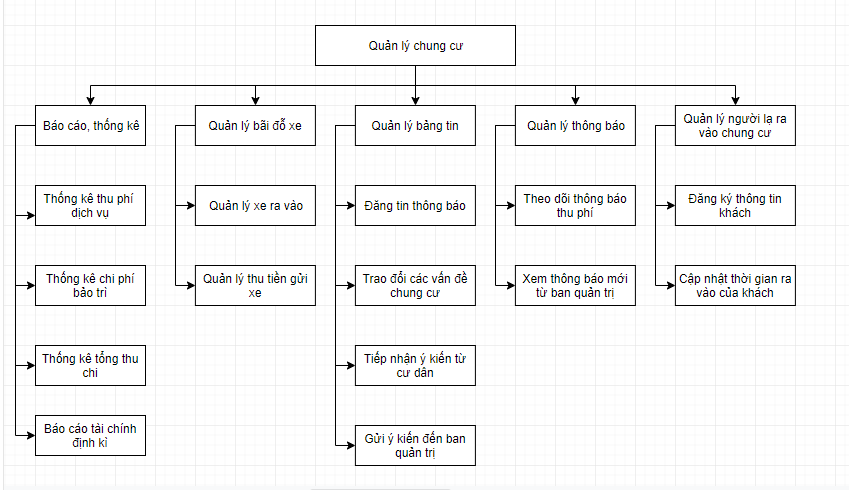 Quản lý chung cư
Báo cáo, thống kê
Quản lý bãi đỗ xe
Quản lý bảng tin
Quản lý thông báo
Quản lý người lạ ra
vào chung cư
Thống kê thu phí
dịch vụ
Quản lý xe ra vào
Đăng tin thông báo
Theo dõi thông báo
thu phí
Đăng ký thông tin
khách
Thống kê chi phí
bảo trì
Quản lý thu tiền gửi
xe
Trao đổi các vấn đề
chung cư
Xem thông báo mới
từ ban quản trị
Cập nhật thời gian ra
vào của khách
Thống kê tổng thu
chi
Tiếp nhận ý kiến từ
cư dân
Báo cáo tài chính
định kì
Gửi ý kiến đến ban
quản trị